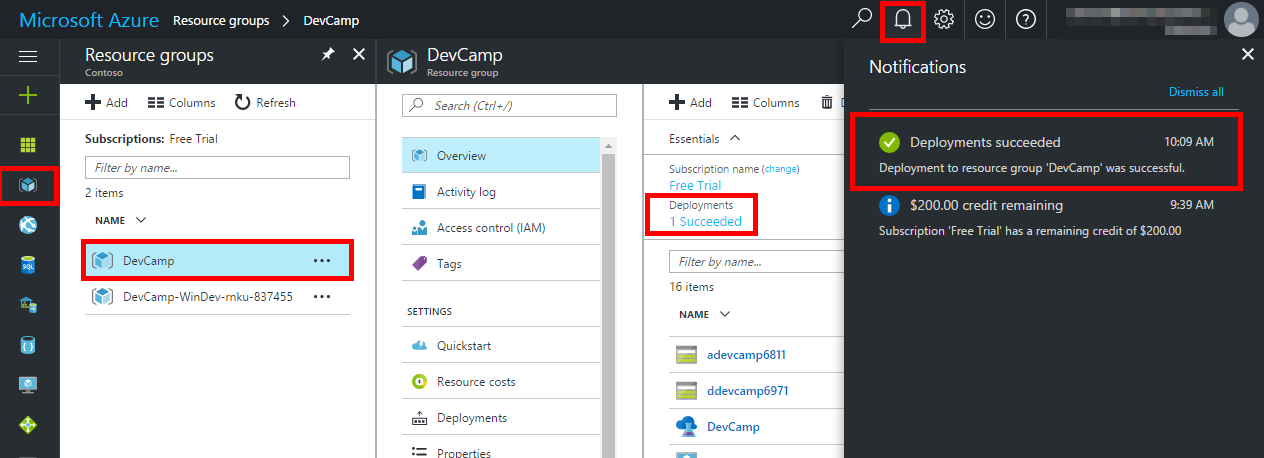 Microsoft Azure Resource groups > DevCamp
Resource groups
Contoso
Add Columns Refresh
Subscriptions: Free Trial
Filter by name...
2 items
NAME
DevCamp ...
DevCamp-WinDev-rnku-837455 ...
DevCamp
Resource group
Search (Ctrl+/)
Overview
Activity log
Access control (IAM)
Tags
SETTINGS
Quickstart
Resource costs
Deployments
Properties
Add Columns
Essentials
Subscription name (change)
Free Trial
Deployments
1 Succeeded
Filter by name...
16 items
NAME
adevcamp6811
ddevcamp6971
DevCamp
Notifications
Dismiss all
Deployments succeeded 10:09 AM
Deployment to resource group 'DevCamp' was successful.
$200.00 credit remaining 9:39 AM
Subscription 'Free Trial' has a remaining credit of $200.00
SQL